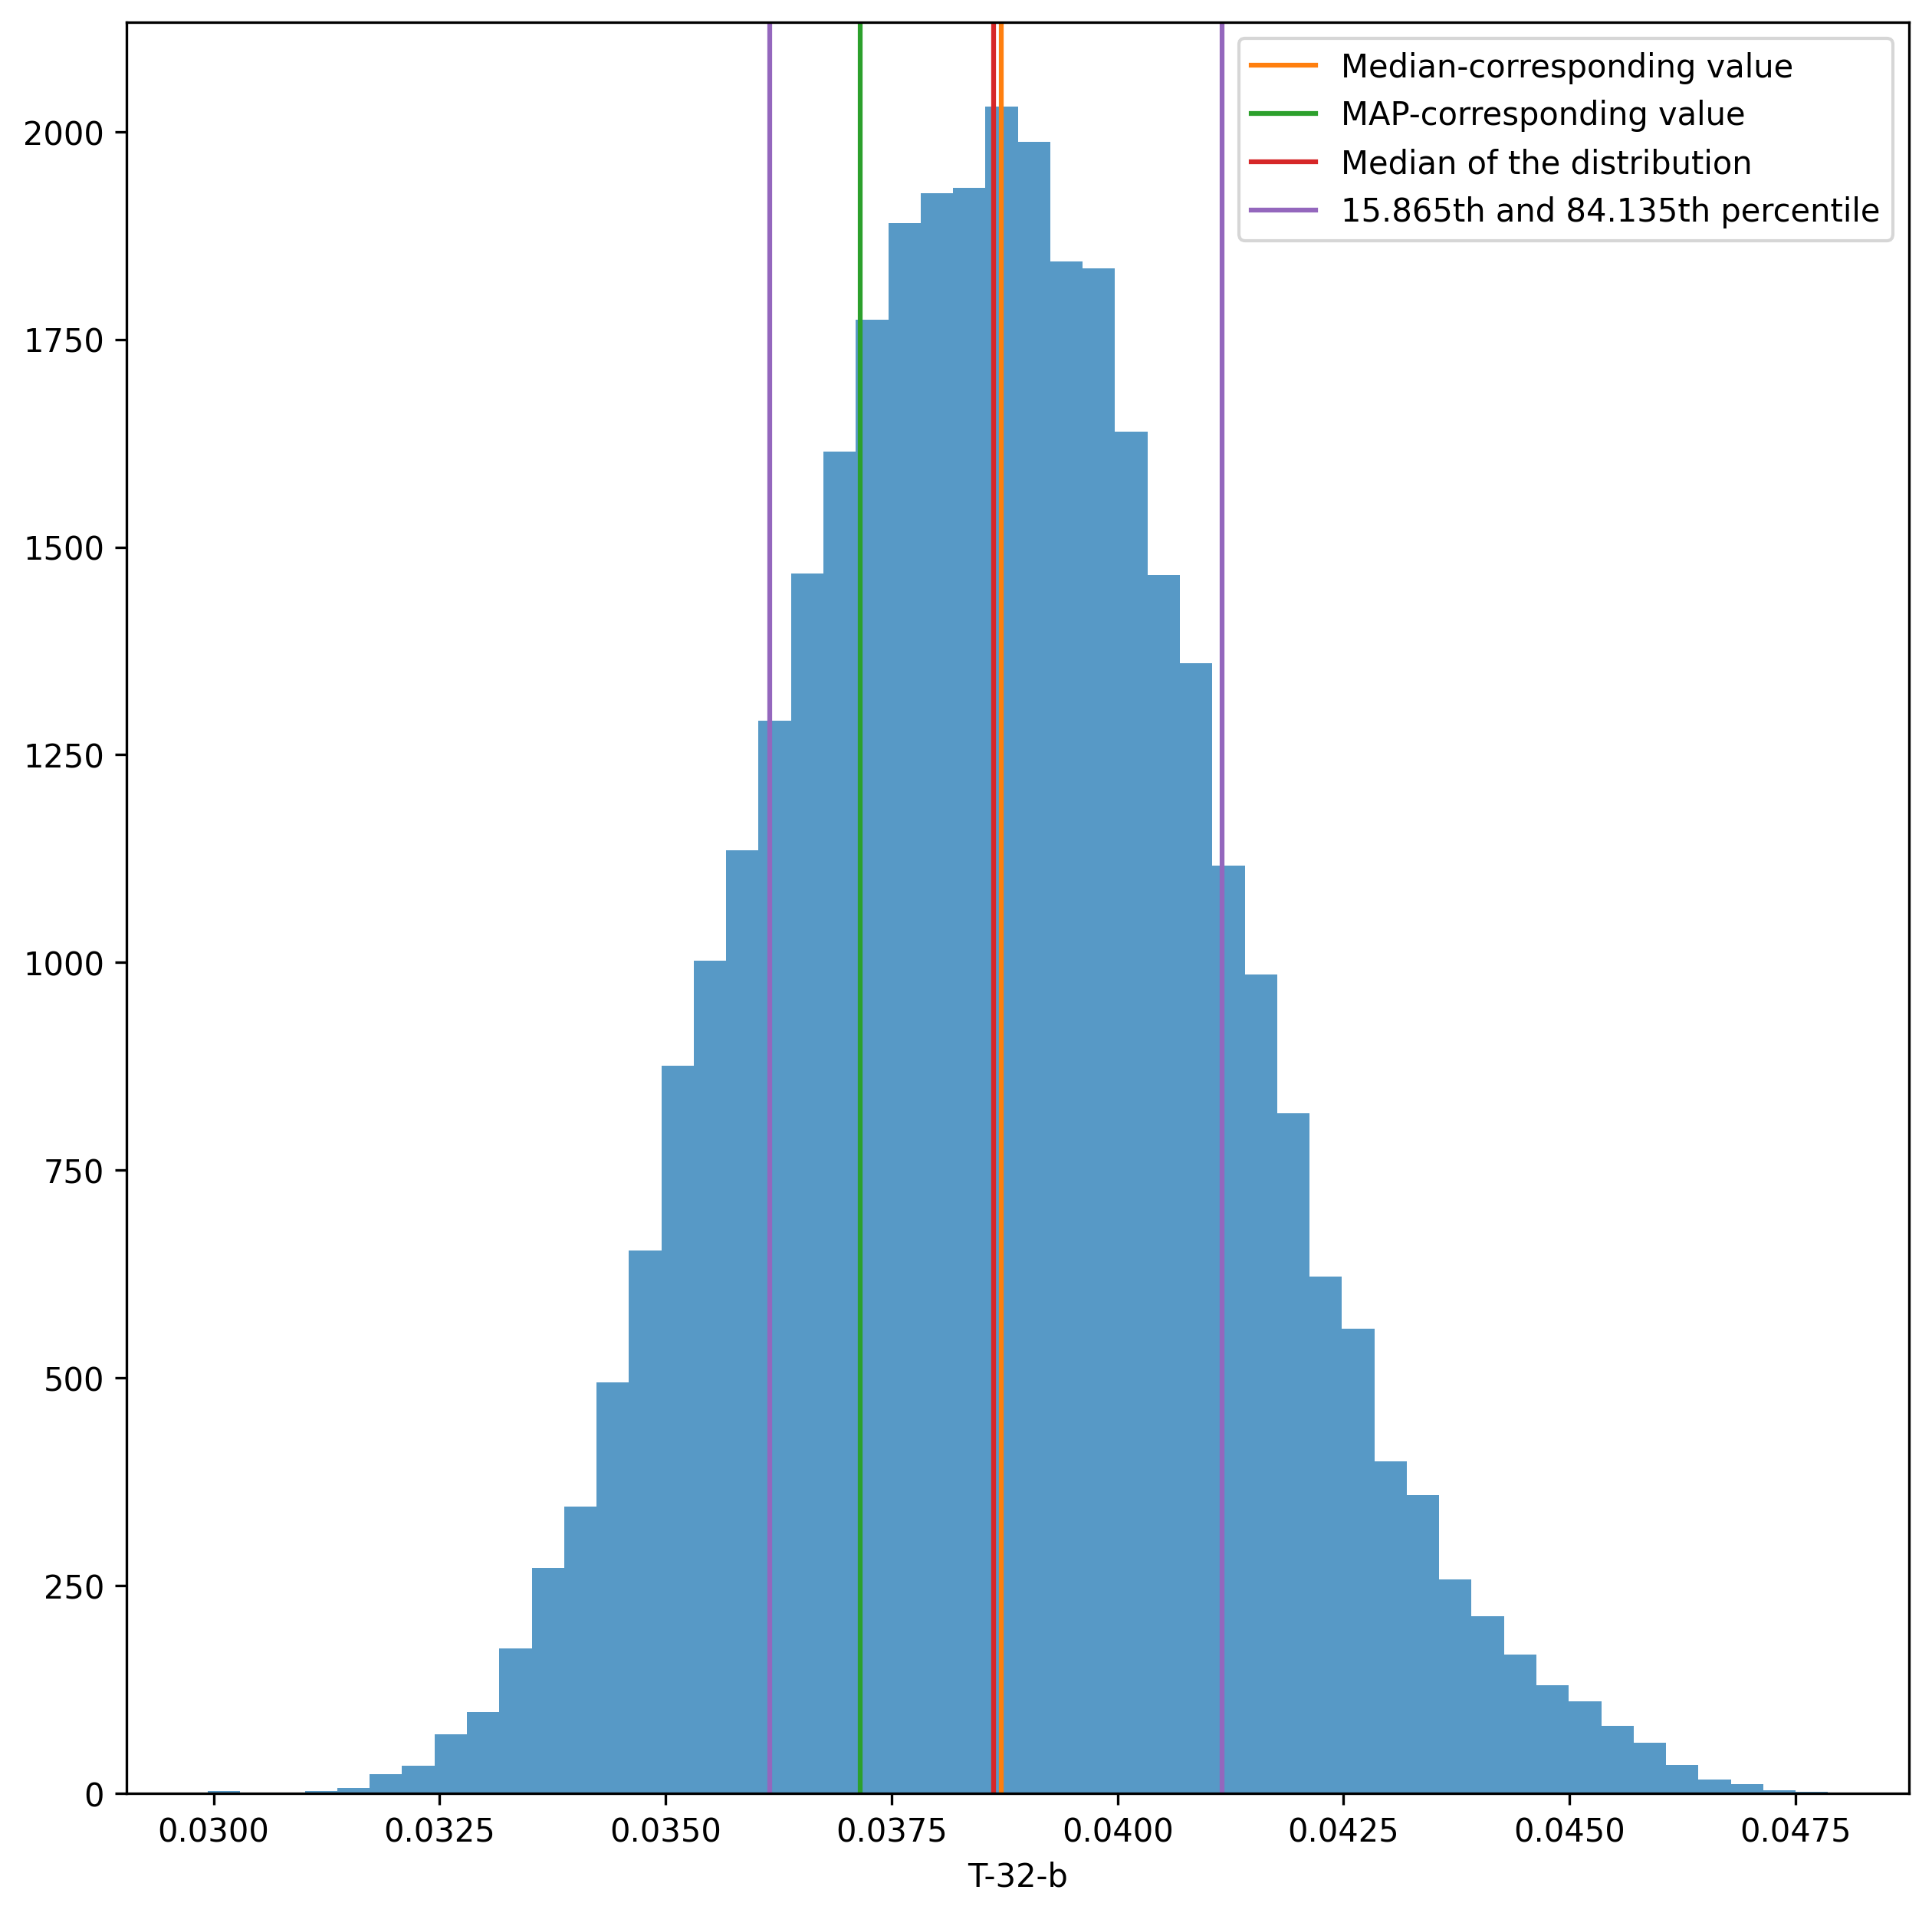 Median-corresponding value
MAP-corresponding value
Median of the distribution
15.865th and 84.135th percentile
2000
1750
1500
1250
1000
750
500
250
0
0.0300 0.0325 0.0350 0.0375 0.0400 0.0425 0.0450 0.0475
T-32-b